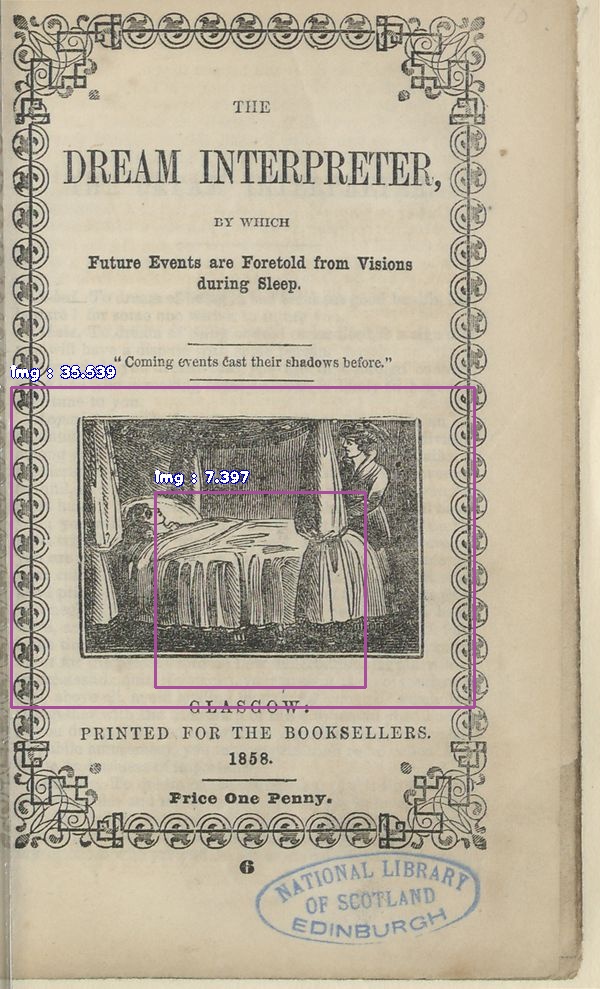 THE
DREAM INTERPRETER,
BY WHICH
Future Events are Foretold from Visions
during Sleep.
“Coming events cast their shadows before.”
Img : 35.539
Img : 7.397
GLASGOW:
PRINTED FOR THE BOOKSELLERS.
1858.
Price One Penny.
6
NATIONAL LIBRARY
OF SCOTLAND
EDINBURGH